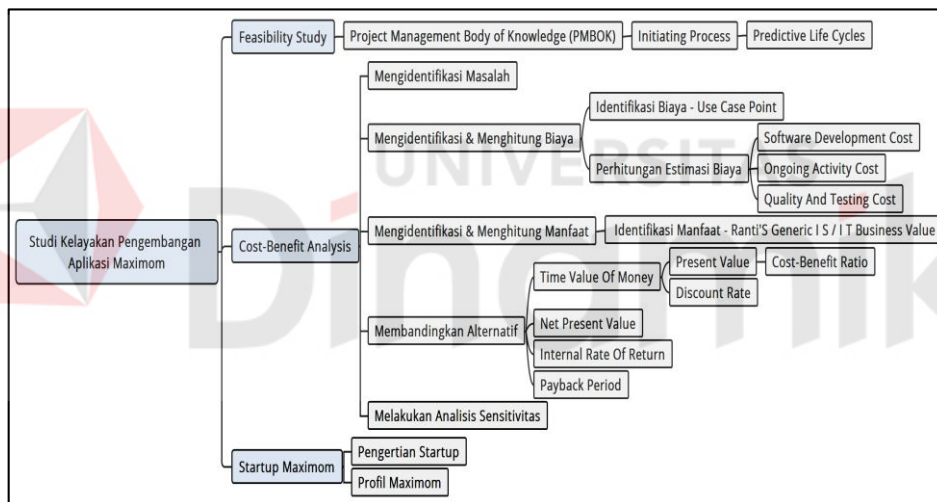 Feasibility Study
Project Management Body of Knowledge (PMBOK)
Initiating Process
Predictive Life Cycles
Mengidentifikasi Masalah
Identifikasi Biaya - Use Case Point
Mengidentifikasi & Menghitung Biaya
Software Development Cost
Perhitungan Estimasi Biaya
Ongoing Activity Cost
Quality And Testing Cost
UNIVERSITAS
Dinamik
Studi Kelayakan Pengembangan
Aplikasi Maximom
Cost-Benefit Analysis
Mengidentifikasi & Menghitung Manfaat
Identifikasi Manfaat - Ranti'S Generic I S / I T Business Value
Time Value Of Money
Present Value
Cost-Benefit Ratio
Discount Rate
Membandingkan Alternatif
Net Present Value
Internal Rate Of Return
Payback Period
Melakukan Analisis Sensitivitas
Startup Maximom
Pengertian Startup
Profil Maximom